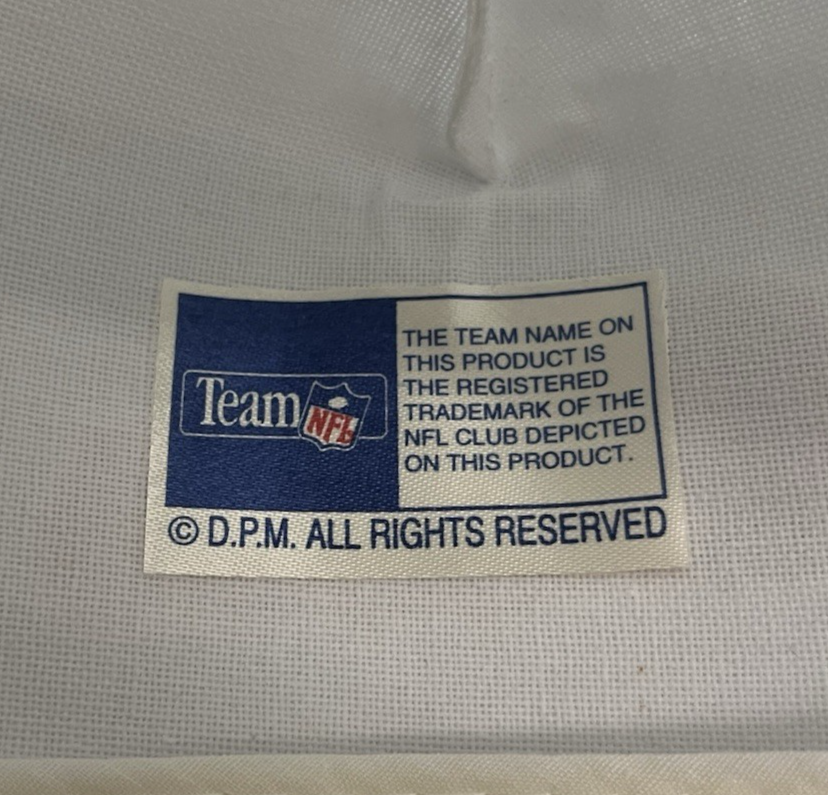 Team NFL
THE TEAM NAME ON
THIS PRODUCT IS
THE REGISTERED
TRADEMARK OF THE
NFL CLUB DEPICTED
ON THIS PRODUCT.
© D.P.M. ALL RIGHTS RESERVED